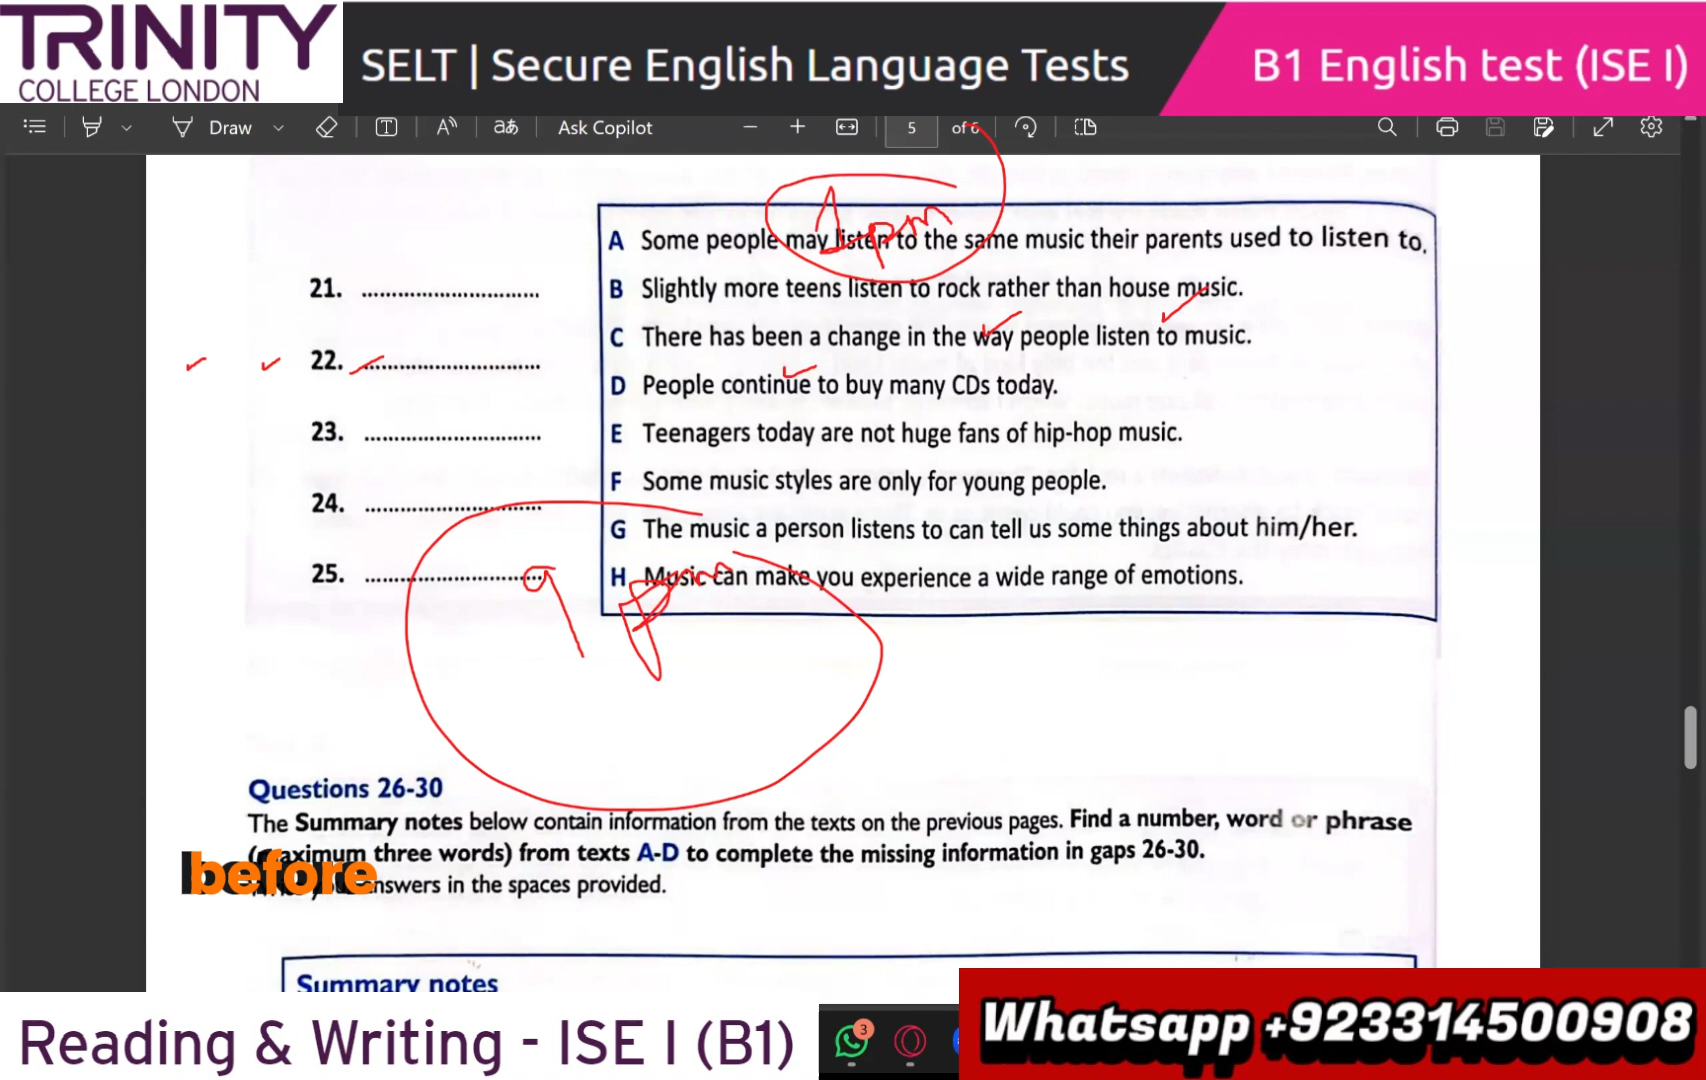 TRINITY
COLLEGE LONDON
SELT | Secure English Language Tests
B1 English test (ISE I)
Draw
Ask Copilot
5
of 6
1pm
A Some people may listen to the same music their parents used to listen to.
21. ..............................
B Slightly more teens listen to rock rather than house music.
C There has been a change in the way people listen to music.
22. ..............................
D People continue to buy many CDs today.
23. ..............................
E Teenagers today are not huge fans of hip-hop music.
F Some music styles are only for young people.
24. ..............................
G The music a person listens to can tell us some things about him/her.
25. ..............................
H Music can make you experience a wide range of emotions.
9 pm
Questions 26-30
The Summary notes below contain information from the texts on the previous pages. Find a number, word or phrase
(maximum three words) from texts A-D to complete the missing information in gaps 26-30.
answers in the spaces provided.
before
Summary notes
Reading & Writing - ISE I (B1)
3
Whatsapp +923314500908